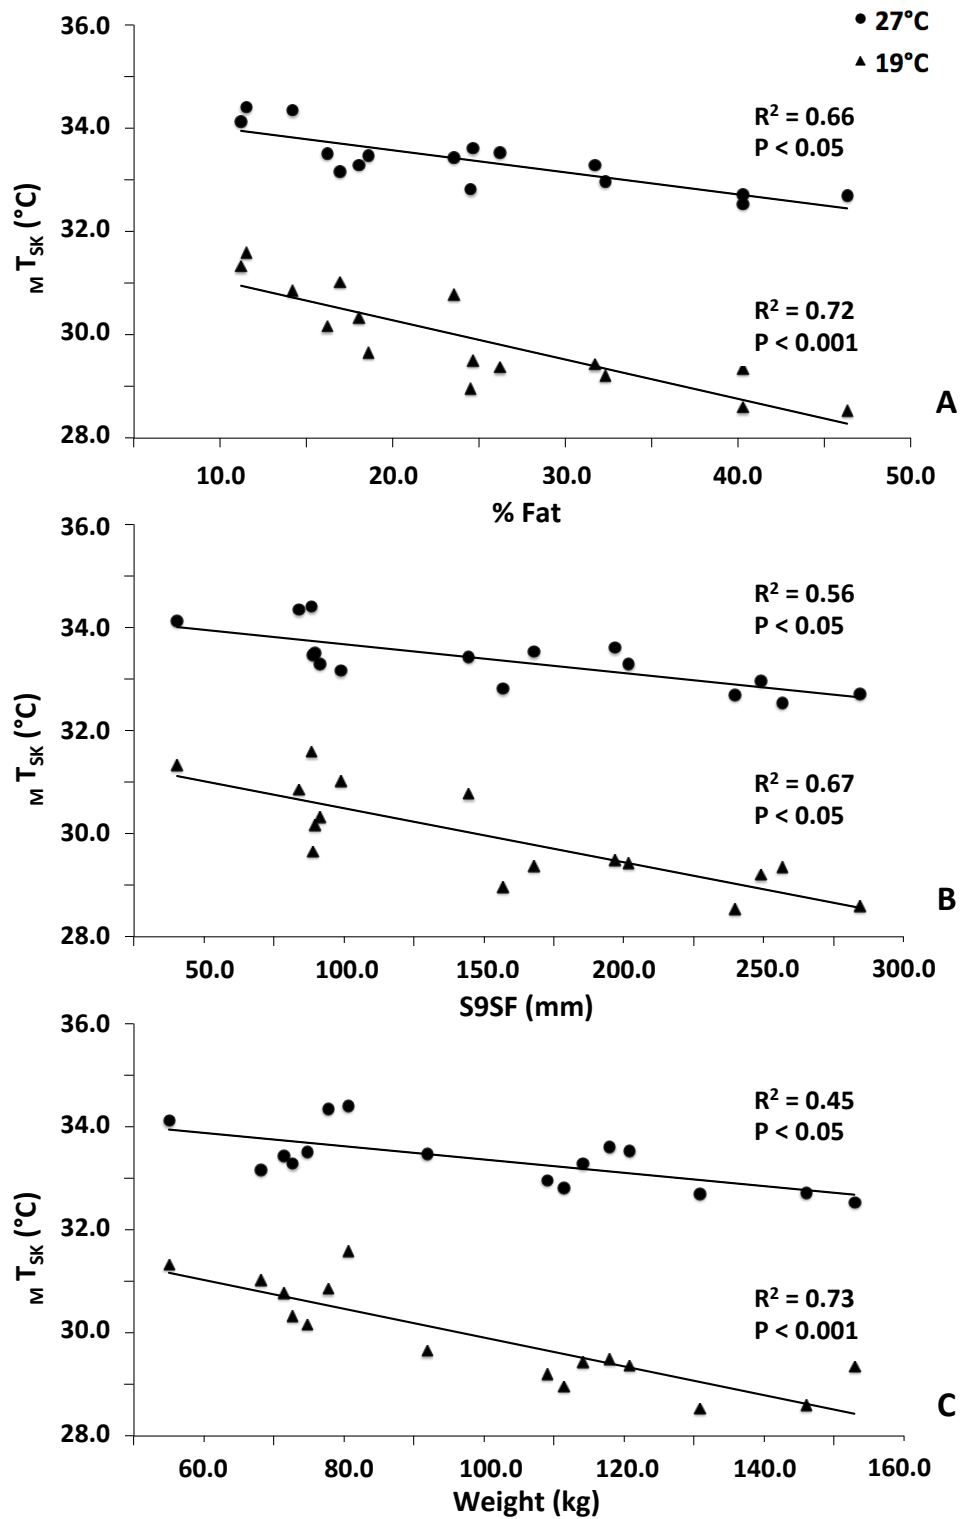 27°C
19°C
36.0
34.0
32.0
30.0
28.0
M TSK (°C)
R² = 0.66
P < 0.05
R² = 0.72
P < 0.001
A
10.0 20.0 30.0 40.0 50.0
% Fat
36.0
34.0
32.0
30.0
28.0
M TSK (°C)
R² = 0.56
P < 0.05
R² = 0.67
P < 0.05
B
50.0 100.0 150.0 200.0 250.0 300.0
S9SF (mm)
36.0
34.0
32.0
30.0
28.0
M TSK (°C)
R² = 0.45
P < 0.05
R² = 0.73
P < 0.001
C
60.0 80.0 100.0 120.0 140.0 160.0
Weight (kg)